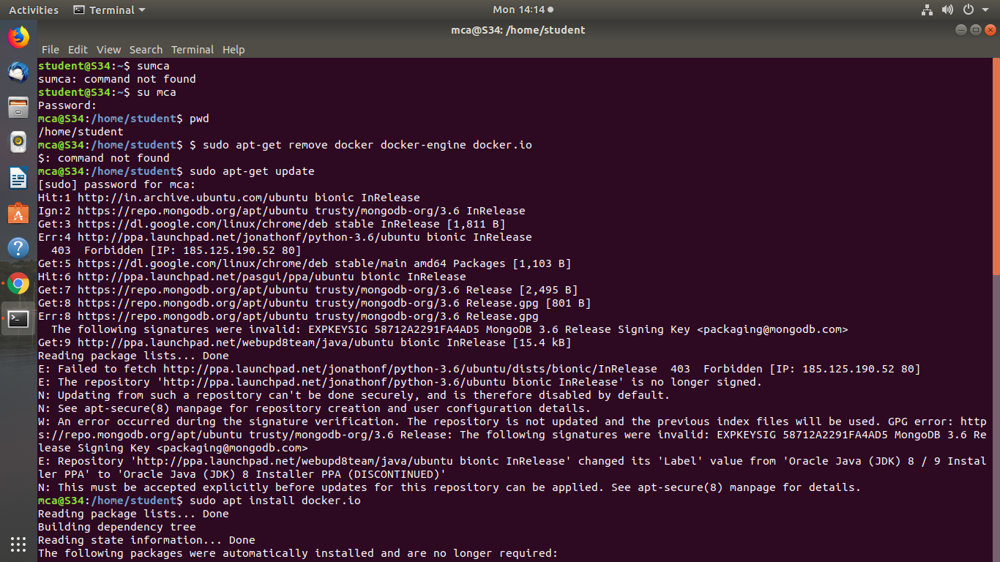 Activities Terminal Mon 14:14
mca@S34: /home/student
File Edit View Search Terminal Help
student@S34:~$ sumca
sumca: command not found
student@S34:~$ su mca
Password:
mca@S34:/home/student$ pwd
/home/student
mca@S34:/home/student$ $ sudo apt-get remove docker docker-engine docker.io
$: command not found
mca@S34:/home/student$ sudo apt-get update
[sudo] password for mca:
Hit:1 http://in.archive.ubuntu.com/ubuntu bionic InRelease
Ign:2 https://repo.mongodb.org/apt/ubuntu trusty/mongodb-org/3.6 InRelease
Get:3 https://dl.google.com/linux/chrome/deb stable InRelease [1,811 B]
Err:4 http://ppa.launchpad.net/jonathonf/python-3.6/ubuntu bionic InRelease
  403  Forbidden [IP: 185.125.190.52 80]
Get:5 https://dl.google.com/linux/chrome/deb stable/main amd64 Packages [1,103 B]
Hit:6 http://ppa.launchpad.net/pasgui/ppa/ubuntu bionic InRelease
Get:7 https://repo.mongodb.org/apt/ubuntu trusty/mongodb-org/3.6 Release [2,495 B]
Get:8 https://repo.mongodb.org/apt/ubuntu trusty/mongodb-org/3.6 Release.gpg [801 B]
Err:8 https://repo.mongodb.org/apt/ubuntu trusty/mongodb-org/3.6 Release.gpg
  The following signatures were invalid: EXPKEYSIG 58712A2291FA4AD5 MongoDB 3.6 Release Signing Key <packaging@mongodb.com>
Get:9 http://ppa.launchpad.net/webupd8team/java/ubuntu bionic InRelease [15.4 kB]
Reading package lists... Done
E: Failed to fetch http://ppa.launchpad.net/jonathonf/python-3.6/ubuntu/dists/bionic/InRelease  403  Forbidden [IP: 185.125.190.52 80]
E: The repository 'http://ppa.launchpad.net/jonathonf/python-3.6/ubuntu bionic InRelease' is no longer signed.
N: Updating from such a repository can't be done securely, and is therefore disabled by default.
N: See apt-secure(8) manpage for repository creation and user configuration details.
W: An error occurred during the signature verification. The repository is not updated and the previous index files will be used. GPG error: http
s://repo.mongodb.org/apt/ubuntu trusty/mongodb-org/3.6 Release: The following signatures were invalid: EXPKEYSIG 58712A2291FA4AD5 MongoDB 3.6 Re
lease Signing Key <packaging@mongodb.com>
E: Repository 'http://ppa.launchpad.net/webupd8team/java/ubuntu bionic InRelease' changed its 'Label' value from 'Oracle Java (JDK) 8 / 9 Instal
ler PPA' to 'Oracle Java (JDK) 8 Installer PPA (DISCONTINUED)'
N: This must be accepted explicitly before updates for this repository can be applied. See apt-secure(8) manpage for details.
mca@S34:/home/student$ sudo apt install docker.io
Reading package lists... Done
Building dependency tree
Reading state information... Done
The following packages were automatically installed and are no longer required: